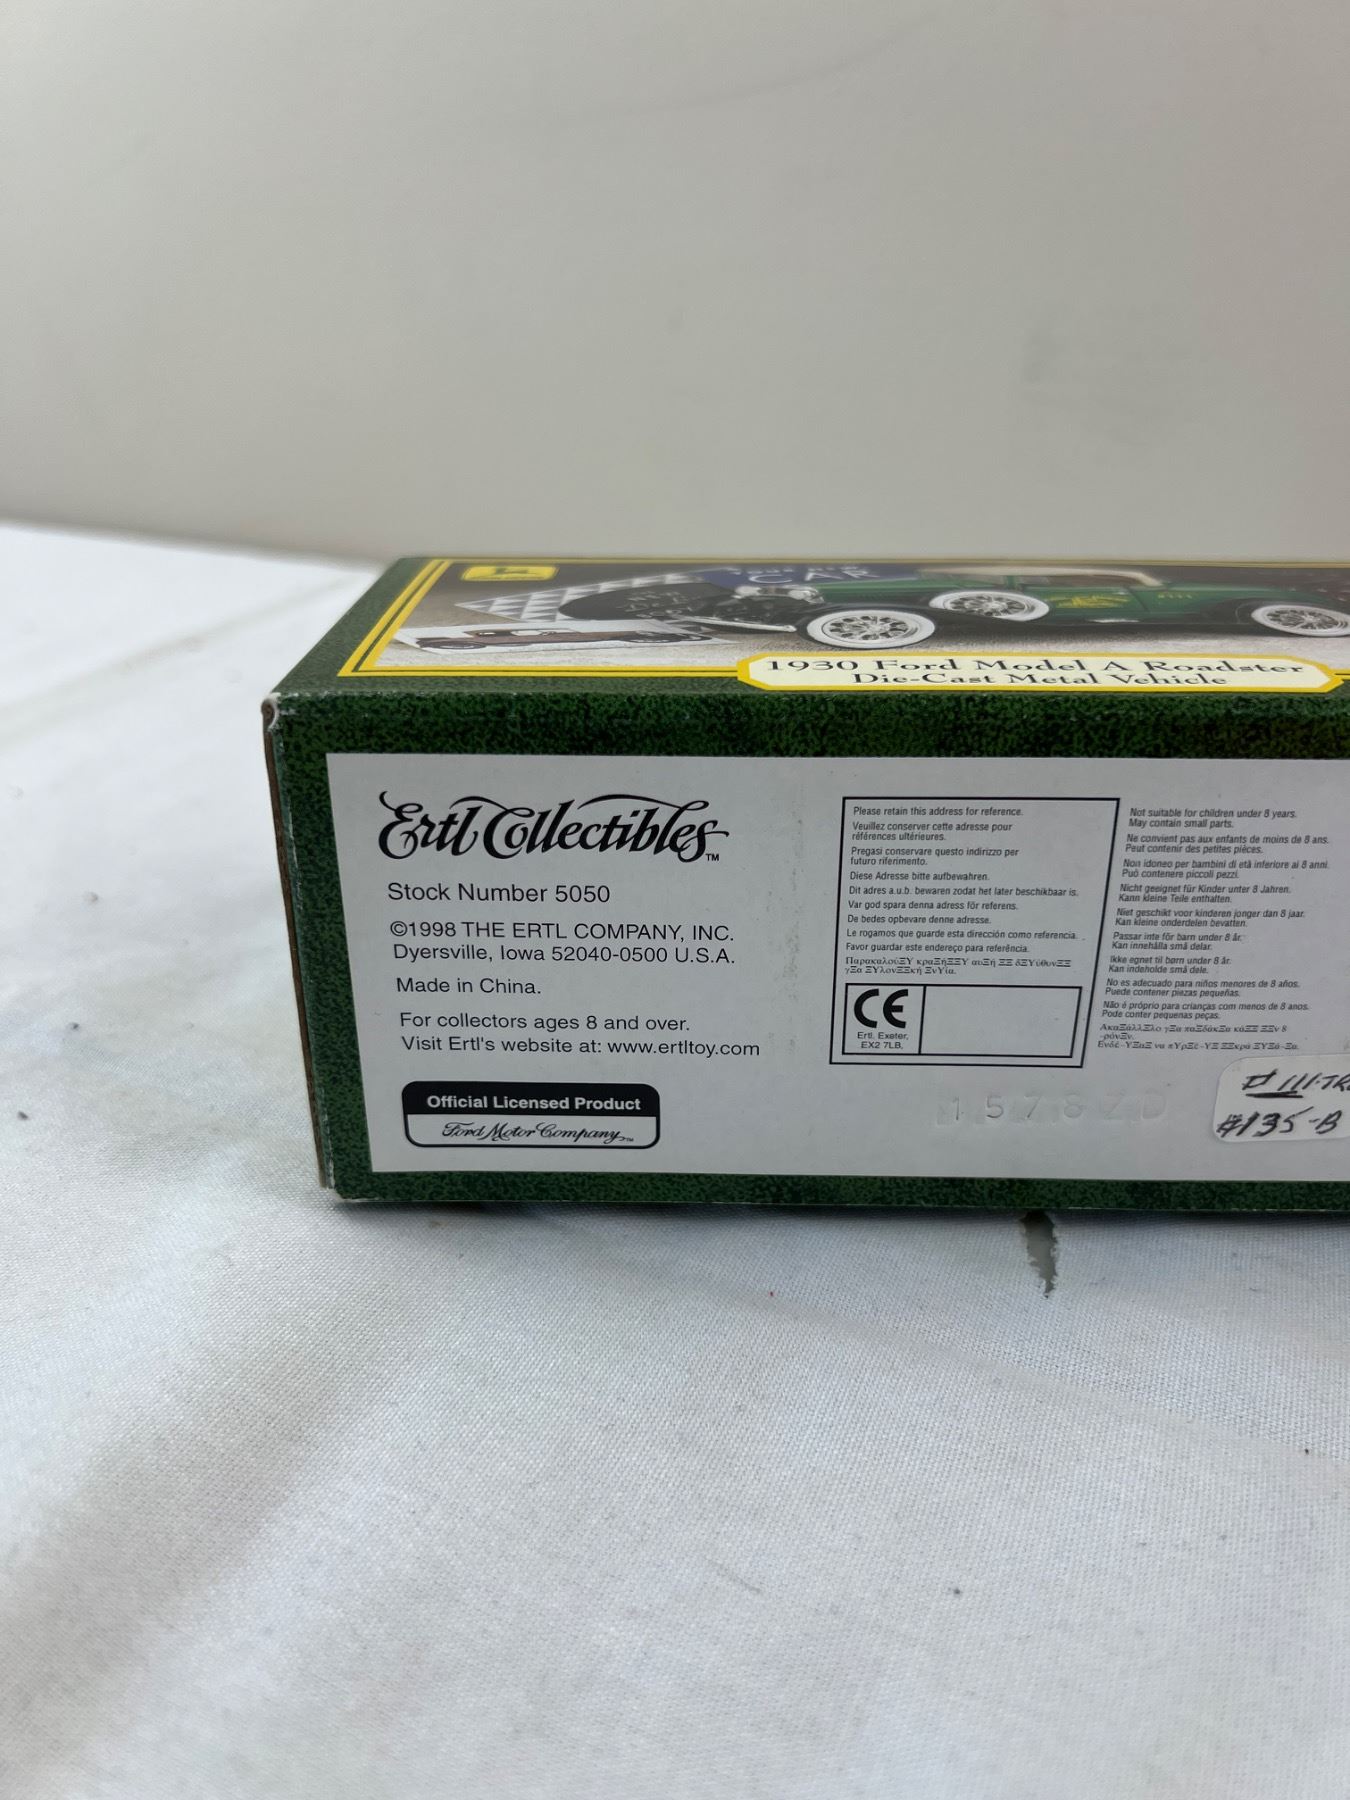 CAR
1930 Ford Model A Roadster
Die-Cast Metal Vehicle
Ertl Collectibles™
Stock Number 5050
©1998 THE ERTL COMPANY, INC.
Dyersville, Iowa 52040-0500 U.S.A.
Made in China.
For collectors ages 8 and over.
Visit Ertl's website at: www.ertltoy.com
Official Licensed Product
Ford Motor Company™
Please retain this address for reference.
Veuillez conserver cette adresse pour
références ultérieures.
Pregasi conservare questo indirizzo per
futuro riferimento.
Diese Adresse bitte aufbewahren.
Dit adres a.u.b. bewaren zodat het later beschikbaar is.
Var god spara denna adress för referens.
De bedes opbevare denne adresse.
Le rogamos que guarde esta dirección como referencia.
Favor guardar este endereço para referência.
CE
Ertl, Exeter,
EX2 7LB,
Not suitable for children under 8 years.
May contain small parts.
Ne convient pas aux enfants de moins de 8 ans.
Peut contenir des petites pièces.
Non idoneo per bambini di età inferiore ai 8 anni.
Può contenere piccoli pezzi.
Nicht geeignet für Kinder unter 8 Jahren.
Kann kleine Teile enthalten.
Niet geschikt voor kinderen jonger dan 8 jaar.
Kan kleine onderdelen bevatten.
Passar inte för barn under 8 år.
Kan innehålla små delar.
Ikke egnet til børn under 8 år.
Kan indeholde små dele.
No es adecuado para niños menores de 8 años.
Puede contener piezas pequeñas.
Não é próprio para crianças com menos de 8 anos.
Pode conter pequenas peças.
15787D
#135-B